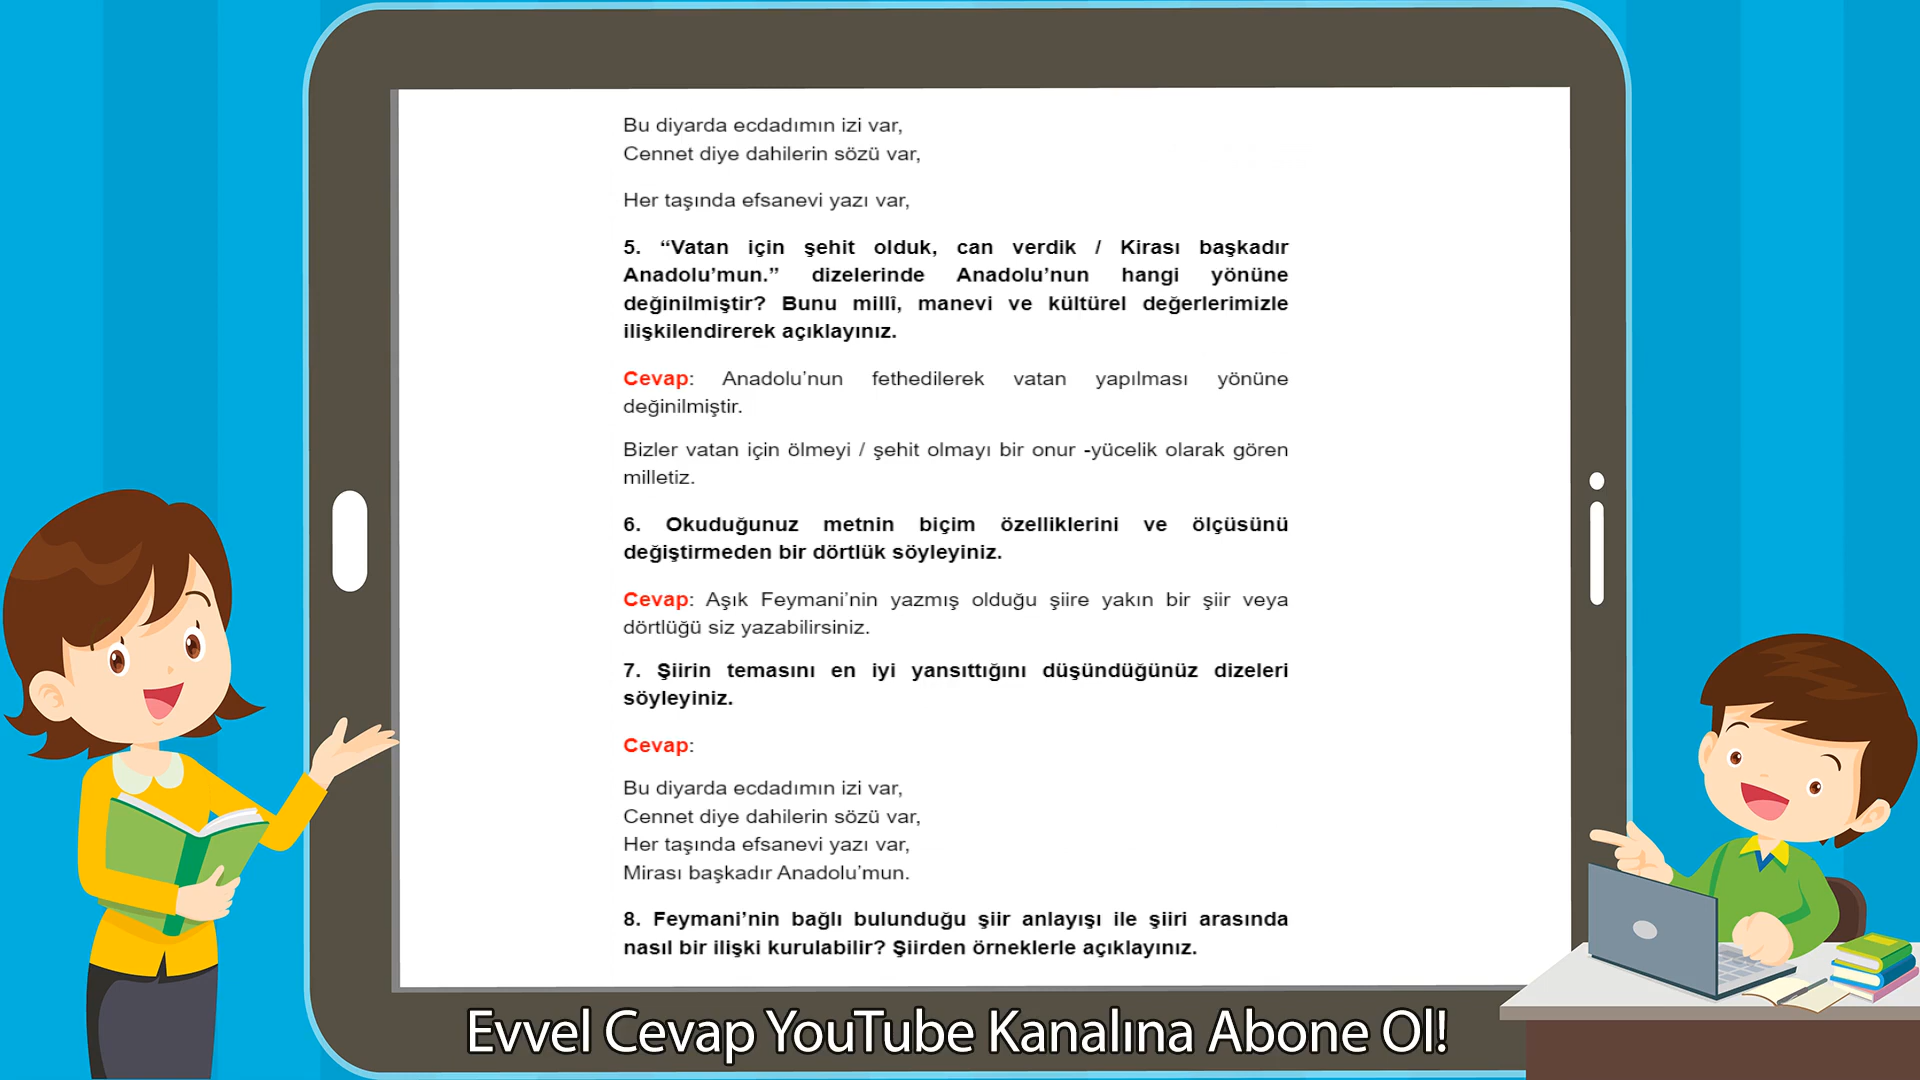 Bu diyarda ecdadımın izi var,
Cennet diye dahilerin sözü var,
Her taşında efsanevi yazı var,
5. “Vatan için şehit olduk, can verdik / Kirası başkadır
Anadolu’mun.” dizelerinde Anadolu’nun hangi yönüne
değinilmiştir? Bunu millî, manevi ve kültürel değerlerimizle
ilişkilendirerek açıklayınız.
Cevap: Anadolu’nun fethedilerek vatan yapılması yönüne
değinilmiştir.
Bizler vatan için ölmeyi / şehit olmayı bir onur -yücelik olarak gören
milletiz.
6. Okuduğunuz metnin biçim özelliklerini ve ölçüsünü
değiştirmeden bir dörtlük söyleyiniz.
Cevap: Aşık Feymani’nin yazmış olduğu şiire yakın bir şiir veya
dörtlüğü siz yazabilirsiniz.
7. Şiirin temasını en iyi yansıttığını düşündüğünüz dizeleri
söyleyiniz.
Cevap:
Bu diyarda ecdadımın izi var,
Cennet diye dahilerin sözü var,
Her taşında efsanevi yazı var,
Mirası başkadır Anadolu’mun.
8. Feymani’nin bağlı bulunduğu şiir anlayışı ile şiiri arasında
nasıl bir ilişki kurulabilir? Şiirden örneklerle açıklayınız.
Evvel Cevap YouTube Kanalına Abone Ol!